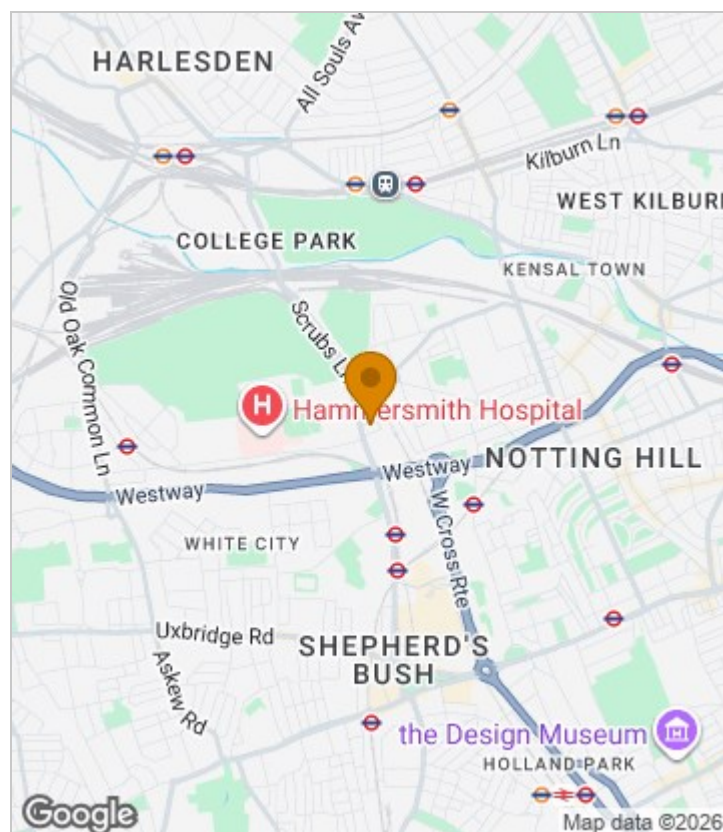 HARLESDEN
All Souls Av
Kilburn Ln
WEST KILBURN
COLLEGE PARK
KENSAL TOWN
Old Oak Common Ln
Scrubs Ln
H
Hammersmith Hospital
Westway
Westway
NOTTING HILL
W Cross Rte
WHITE CITY
Uxbridge Rd
SHEPHERD'S
BUSH
Askew Rd
the Design Museum
HOLLAND PARK
Google
Map data ©2026